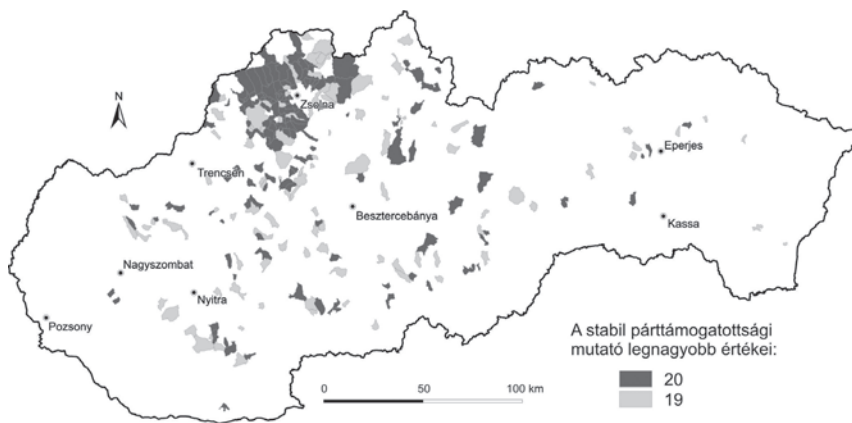 N
Zsolna
Eperjes
Trencsén
Besztercebánya
Kassa
Nagyszombat
Nyitra
Pozsony
A stabil párttámogatottsági
mutató legnagyobb értékei:
20
19
0 50 100 km